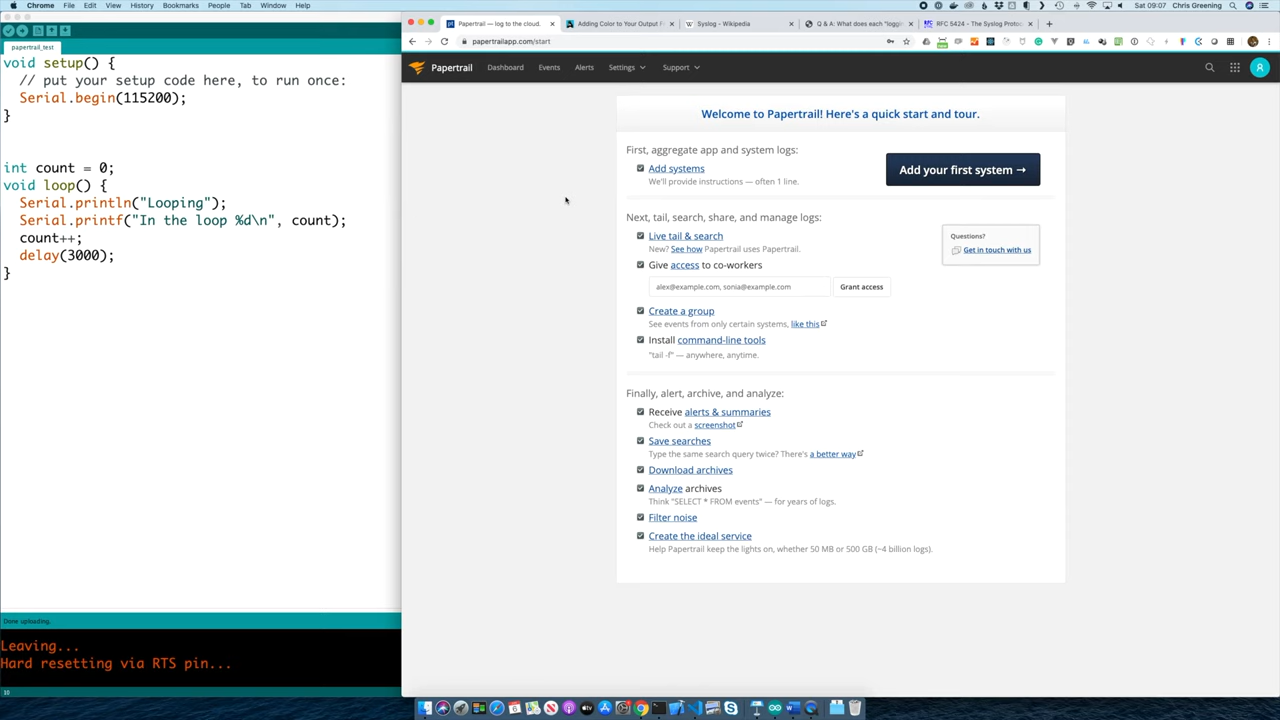 Chrome File Edit View History Bookmarks People Tab Window Help
Sat 09:07 Chris Greening
papertrail_test
void setup() {
// put your setup code here, to run once:
Serial.begin(115200);
}
int count = 0;
void loop() {
Serial.println("Looping");
Serial.printf("In the loop %d\n", count);
count++;
delay(3000);
}
Done uploading.
Leaving...
Hard resetting via RTS pin...
10
Papertrail — log to the cloud.
Adding Color to Your Output F
Syslog - Wikipedia
Q & A: What does each "loggin
RFC 5424 - The Syslog Protoc
papertrailapp.com/start
Papertrail Dashboard Events Alerts Settings Support
Welcome to Papertrail! Here's a quick start and tour.
First, aggregate app and system logs:
Add systems
We'll provide instructions — often 1 line.
Add your first system →
Next, tail, search, share, and manage logs:
Live tail & search
New? See how Papertrail uses Papertrail.
Give access to co-workers
alex@example.com, sonia@example.com
Grant access
Questions?
Get in touch with us
Create a group
See events from only certain systems, like this
Install command-line tools
"tail -f" — anywhere, anytime.
Finally, alert, archive, and analyze:
Receive alerts & summaries
Check out a screenshot
Save searches
Type the same search query twice? There's a better way
Download archives
Analyze archives
Think "SELECT * FROM events" — for years of logs.
Filter noise
Create the ideal service
Help Papertrail keep the lights on, whether 50 MB or 500 GB (~4 billion logs).